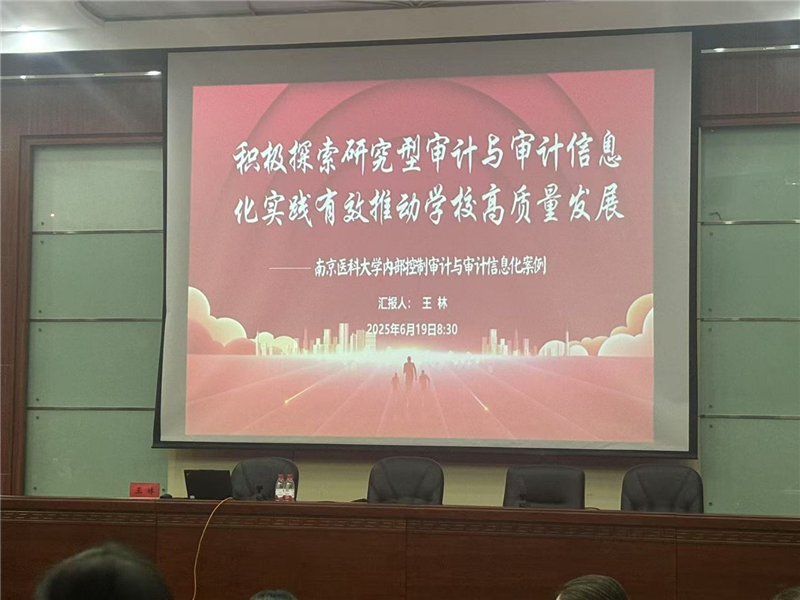 积极探索研究型审计与审计信息
化实践有效推动学校高质量发展
——— 南京医科大学内部控制审计与审计信息化案例
汇报人： 王 林
2025年6月19日8:30
王 林